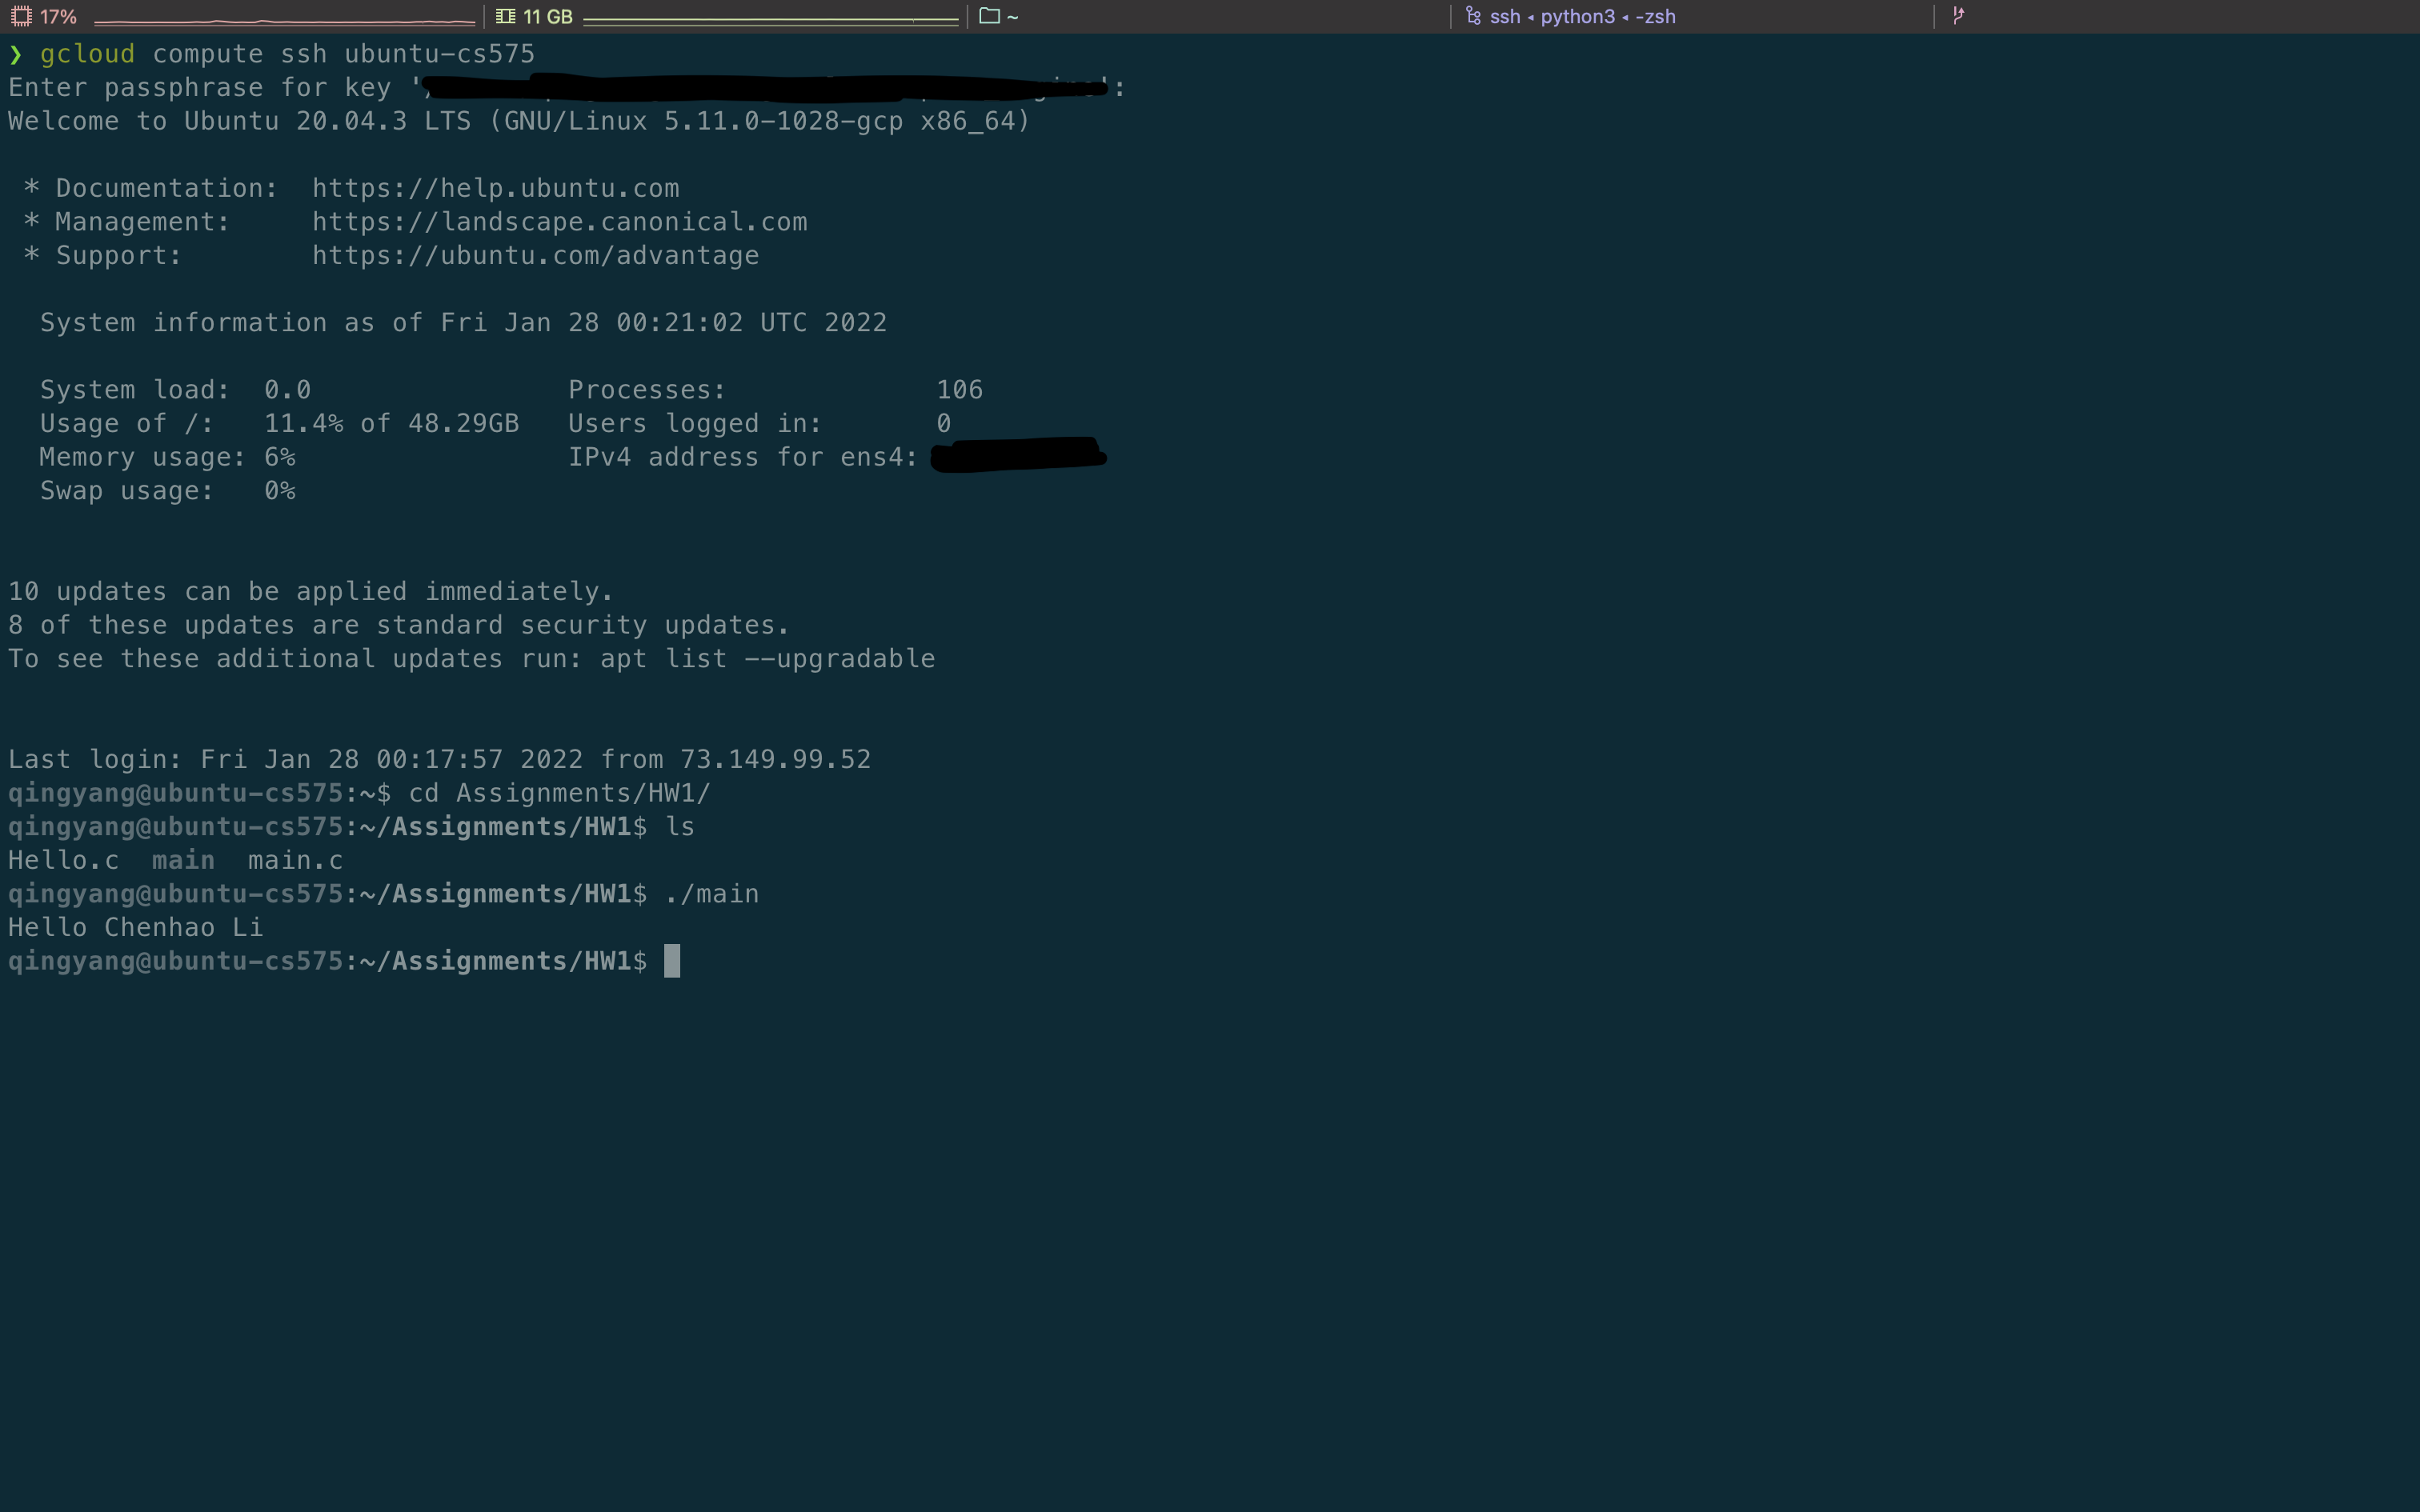 17% 11 GB ~ ssh ◂ python3 ◂ -zsh
❯ gcloud compute ssh ubuntu-cs575
Enter passphrase for key ':
Welcome to Ubuntu 20.04.3 LTS (GNU/Linux 5.11.0-1028-gcp x86_64)
* Documentation:  https://help.ubuntu.com
* Management:     https://landscape.canonical.com
* Support:        https://ubuntu.com/advantage
System information as of Fri Jan 28 00:21:02 UTC 2022
System load:  0.0                Processes:             106
Usage of /:   11.4% of 48.29GB   Users logged in:       0
Memory usage: 6%                 IPv4 address for ens4:
Swap usage:   0%
10 updates can be applied immediately.
8 of these updates are standard security updates.
To see these additional updates run: apt list --upgradable
Last login: Fri Jan 28 00:17:57 2022 from 73.149.99.52
qingyang@ubuntu-cs575:~$ cd Assignments/HW1/
qingyang@ubuntu-cs575:~/Assignments/HW1$ ls
Hello.c  main  main.c
qingyang@ubuntu-cs575:~/Assignments/HW1$ ./main
Hello Chenhao Li
qingyang@ubuntu-cs575:~/Assignments/HW1$